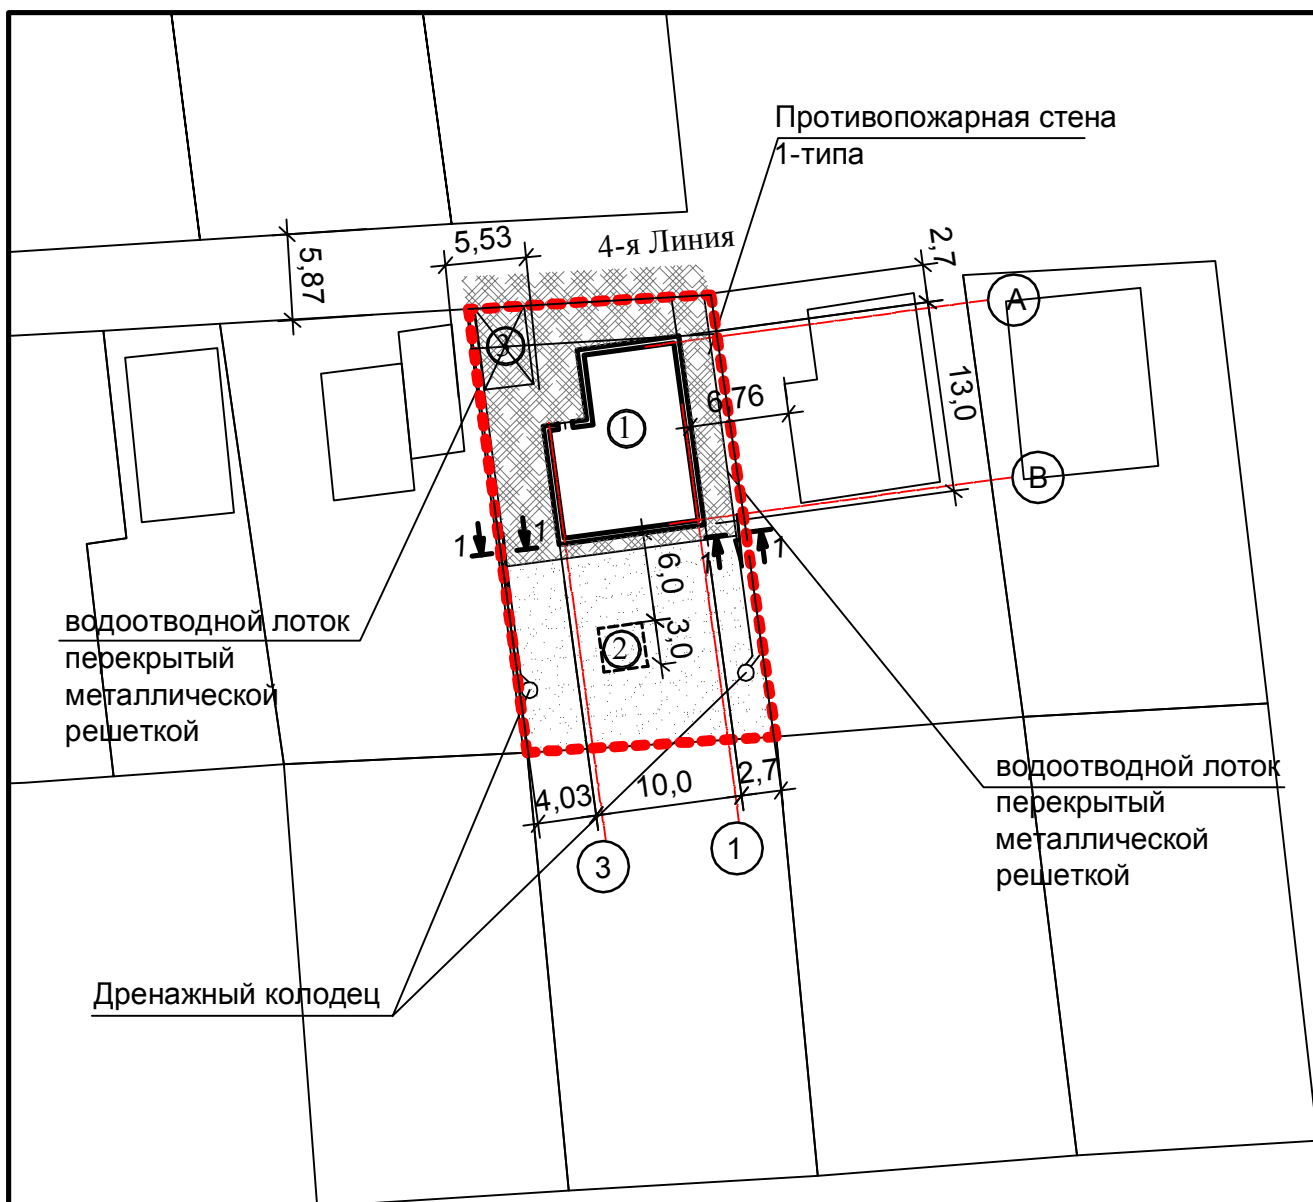 Противопожарная стена
1-типа
5,53
4-я Линия
2,7
5,87
А
3
13,0
6,76
1
В
1
1
1
1
6,0
водоотводной лоток
перекрытый
металлической
решеткой
3,0
2
водоотводной лоток
перекрытый
металлической
решеткой
4,03
10,0
2,7
3
1
Дренажный колодец